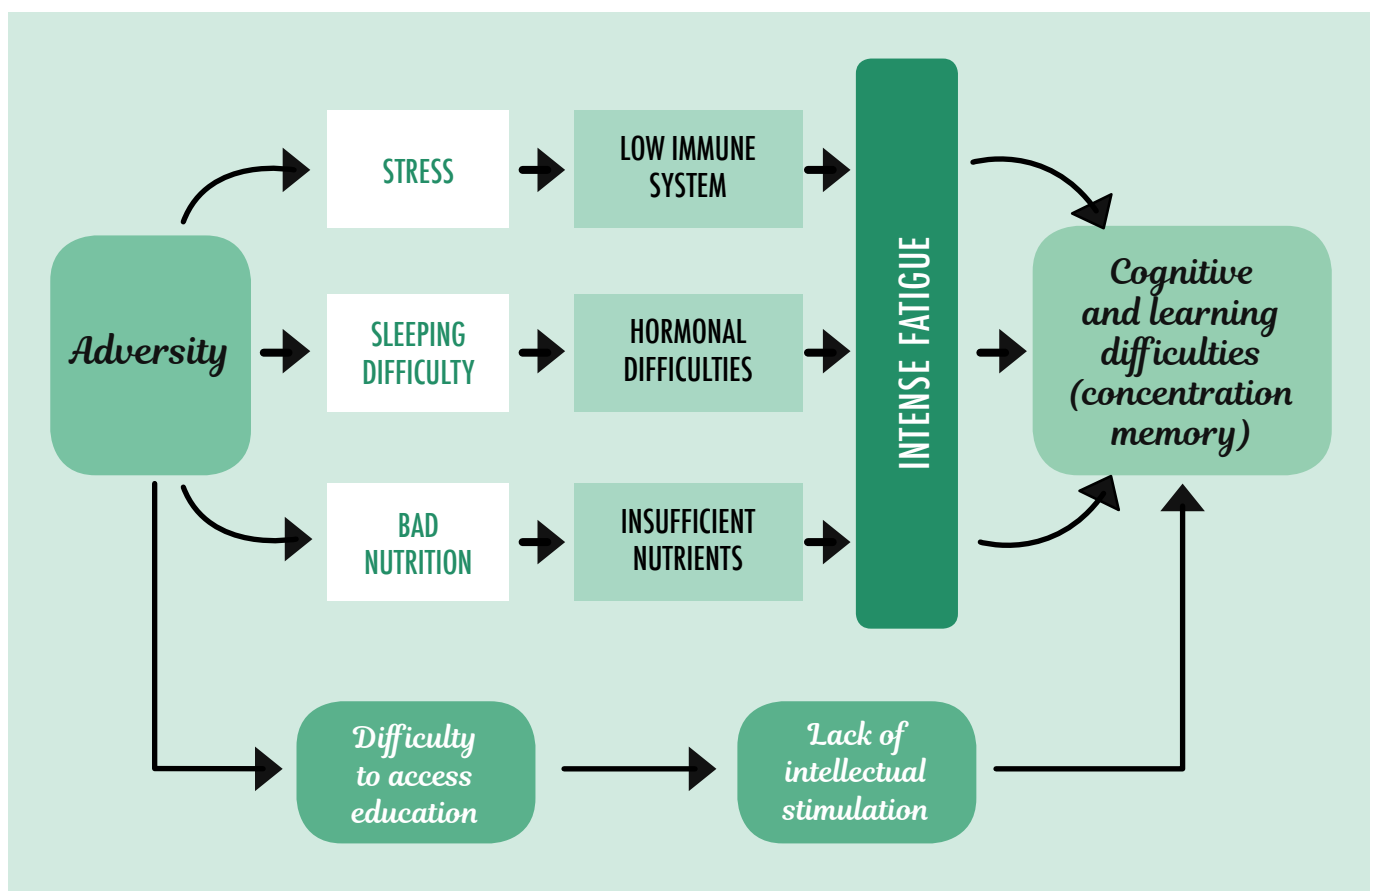 STRESS
LOW IMMUNE
SYSTEM
Adversity
SLEEPING
DIFFICULTY
HORMONAL
DIFFICULTIES
BAD
NUTRITION
INSUFFICIENT
NUTRIENTS
INTENSE FATIGUE
Cognitive
and learning
difficulties
(concentration
memory)
Difficulty
to access
education
Lack of
intellectual
stimulation